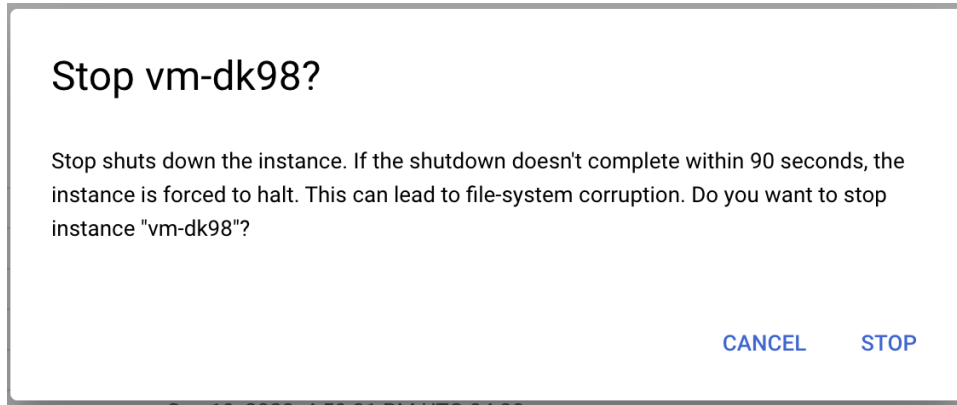 Stop vm-dk98?
Stop shuts down the instance. If the shutdown doesn't complete within 90 seconds, the
instance is forced to halt. This can lead to file-system corruption. Do you want to stop
instance "vm-dk98"?
CANCEL STOP